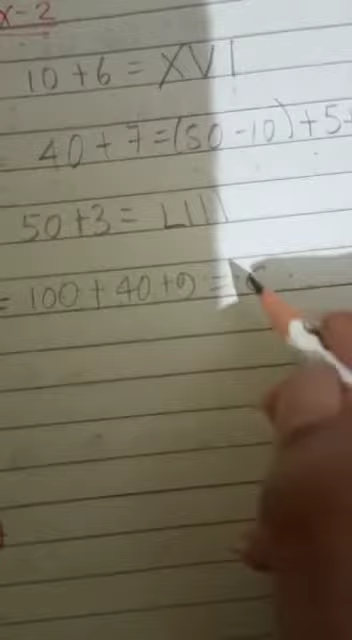 x-2
10 + 6 = XVI
= 40 + 7 = (50 - 10) + 5 +
50 + 3 = LIII
= 100 + 40 + 9 = C